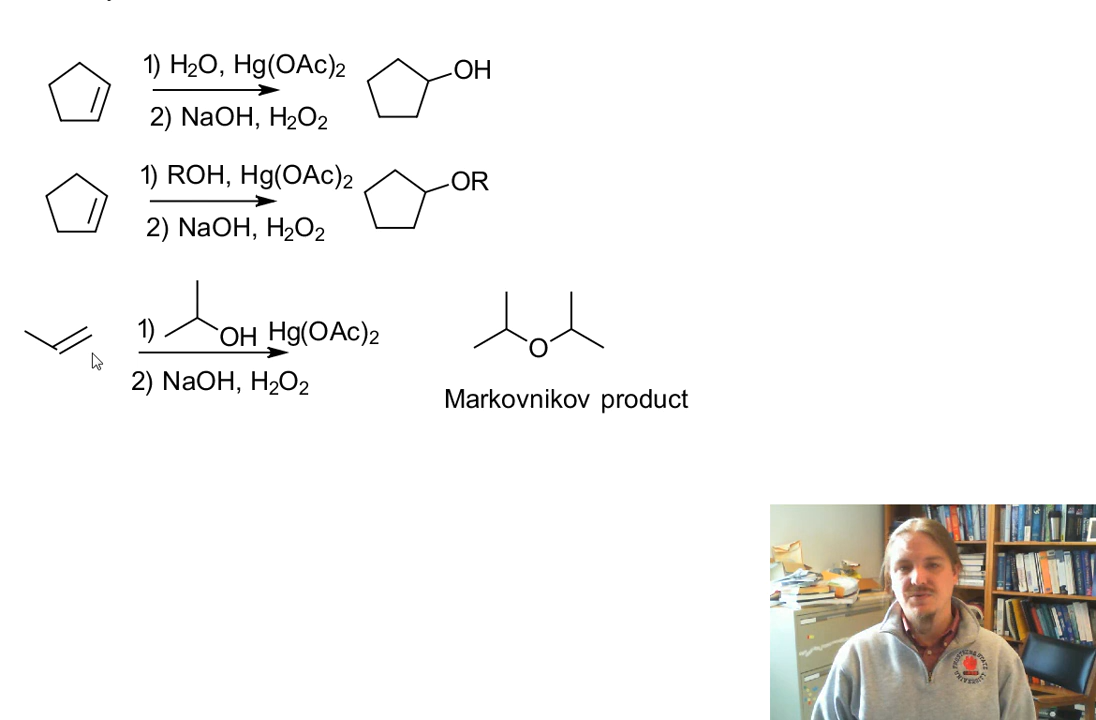 1) H₂O, Hg(OAc)₂
OH
2) NaOH, H₂O₂
1) ROH, Hg(OAc)₂
OR
2) NaOH, H₂O₂
1) OH Hg(OAc)₂
O
2) NaOH, H₂O₂
Markovnikov product